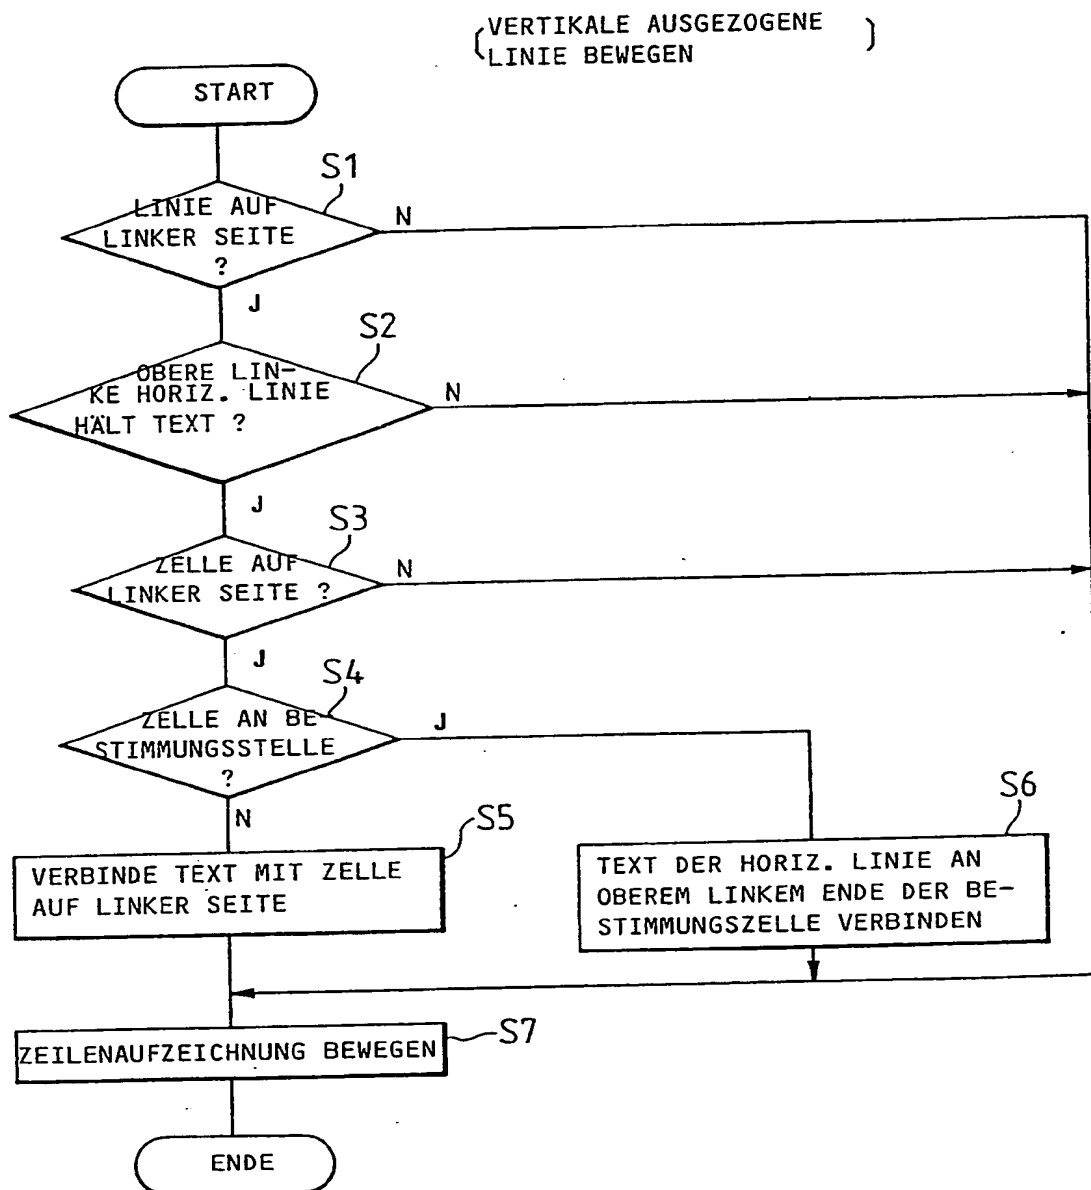 VERTIKALE AUSGEZOGENE
LINIE BEWEGEN
START
S1
LINIE AUF
LINKER SEITE
?
N
J
S2
OBERE LIN-
KE HORIZ. LINIE
HÄLT TEXT ?
N
J
S3
ZELLE AUF
LINKER SEITE ?
N
J
S4
ZELLE AN BE
STIMMUNGSSTELLE
?
J
N
S5
VERBINDE TEXT MIT ZELLE
AUF LINKER SEITE
S6
TEXT DER HORIZ. LINIE AN
OBEREM LINKEM ENDE DER BE-
STIMMUNGSZELLE VERBINDEN
S7
ZEILENAUFZEICHNUNG BEWEGEN
ENDE